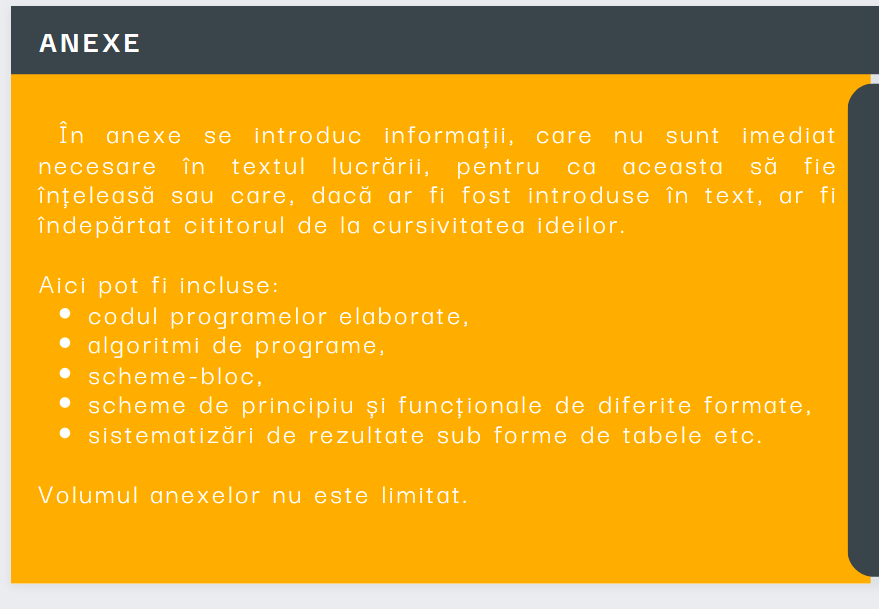 ANEXE
În anexe se introduc informații, care nu sunt imediat
necesare în textul lucrării, pentru ca aceasta să fie
înțeleasă sau care, dacă ar fi fost introduse în text, ar fi
îndepărtat cititorul de la cursivitatea ideilor.
Aici pot fi incluse:
• codul programelor elaborate,
• algoritmi de programe,
• scheme-bloc,
• scheme de principiu și funcționale de diferite formate,
• sistematizări de rezultate sub forme de tabele etc.
Volumul anexelor nu este limitat.